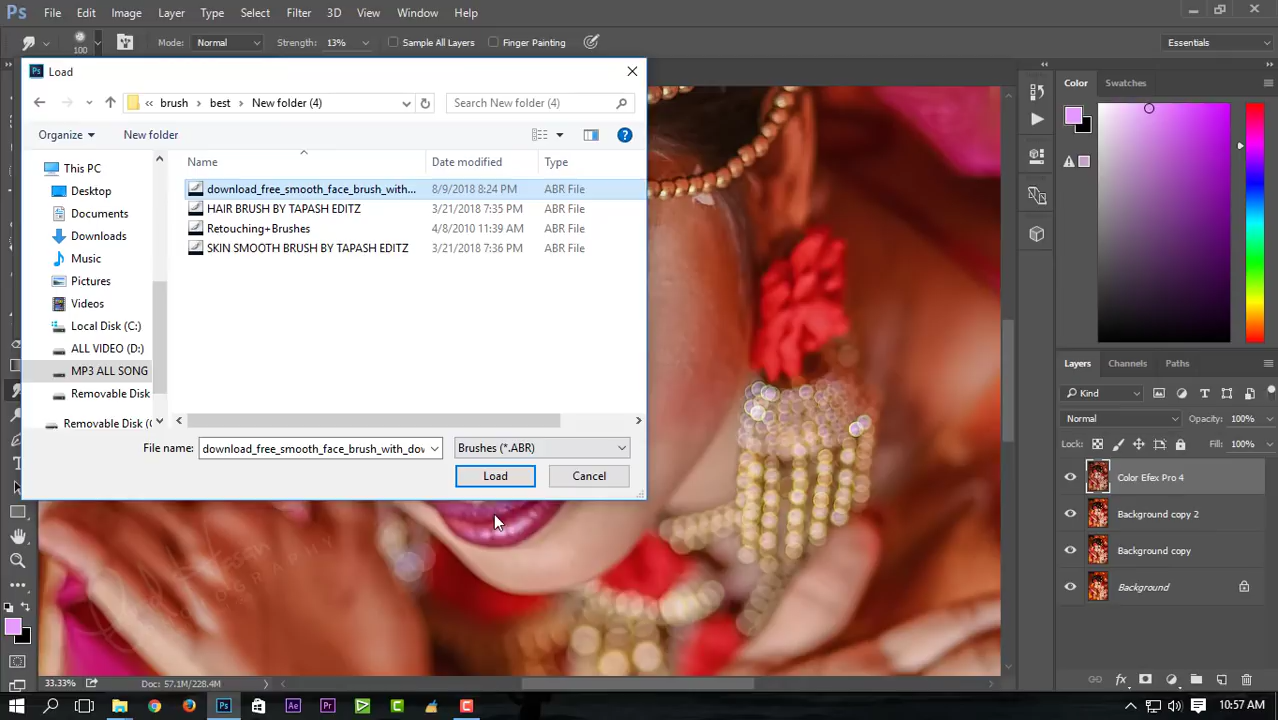 Ps File Edit Image Layer Type Select Filter 3D View Window Help
100 Mode: Normal Strength: 13% Sample All Layers Finger Painting Essentials
Ps Load
« brush › best › New folder (4) Search New folder (4)
Organize New folder
This PC
Desktop
Documents
Downloads
Music
Pictures
Videos
Local Disk (C:)
ALL VIDEO (D:)
MP3 ALL SONG
Removable Disk
Removable Disk (
Name Date modified Type
download_free_smooth_face_brush_with... 8/9/2018 8:24 PM ABR File
HAIR BRUSH BY TAPASH EDITZ 3/21/2018 7:35 PM ABR File
Retouching+Brushes 4/8/2010 11:39 AM ABR File
SKIN SMOOTH BRUSH BY TAPASH EDITZ 3/21/2018 7:36 PM ABR File
File name: download_free_smooth_face_brush_with_dov Brushes (*.ABR)
Load Cancel
Color Swatches
Layers Channels Paths
Kind
Normal Opacity: 100%
Lock: Fill: 100%
Color Efex Pro 4
Background copy 2
Background copy
Background
33.33% Doc: 57.1M/228.4M
Ps Ae Pr C C 10:57 AM